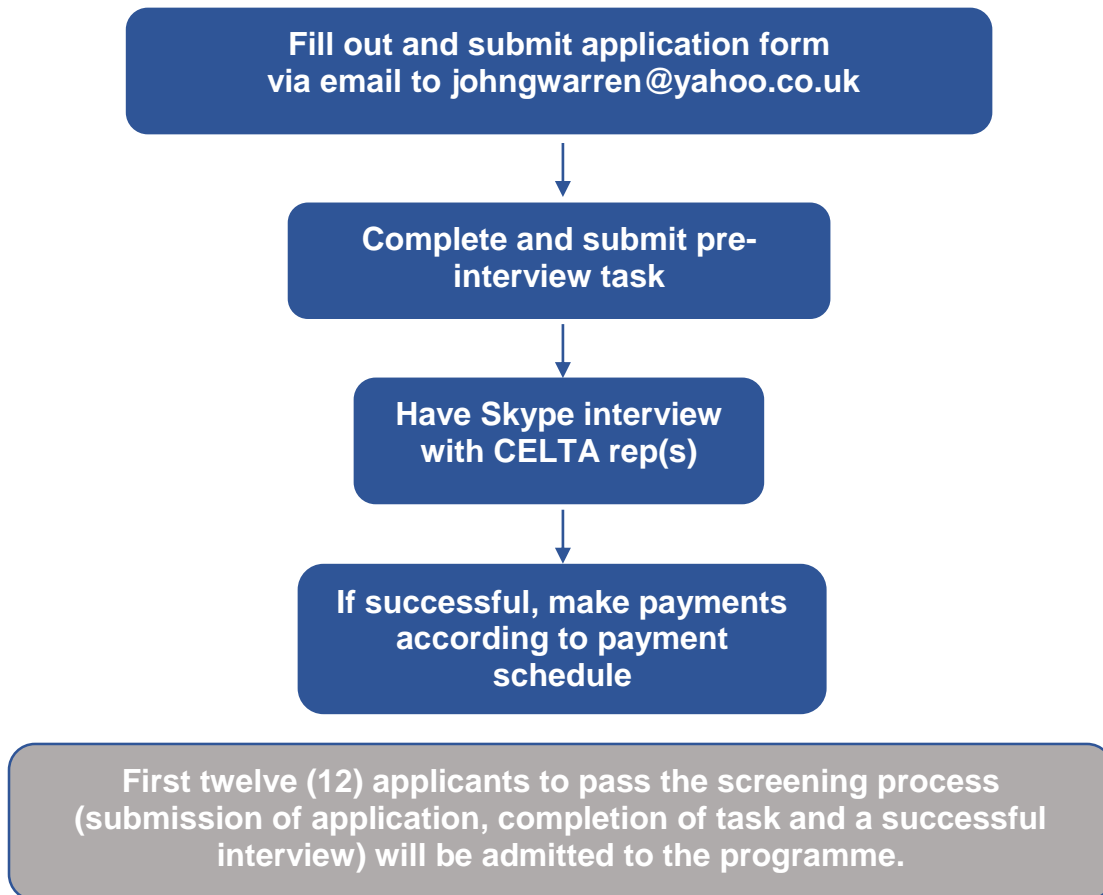 Fill out and submit application form
via email to johngwarren@yahoo.co.uk
Complete and submit pre-
interview task
Have Skype interview
with CELTA rep(s)
If successful, make payments
according to payment
schedule
First twelve (12) applicants to pass the screening process
(submission of application, completion of task and a successful
interview) will be admitted to the programme.